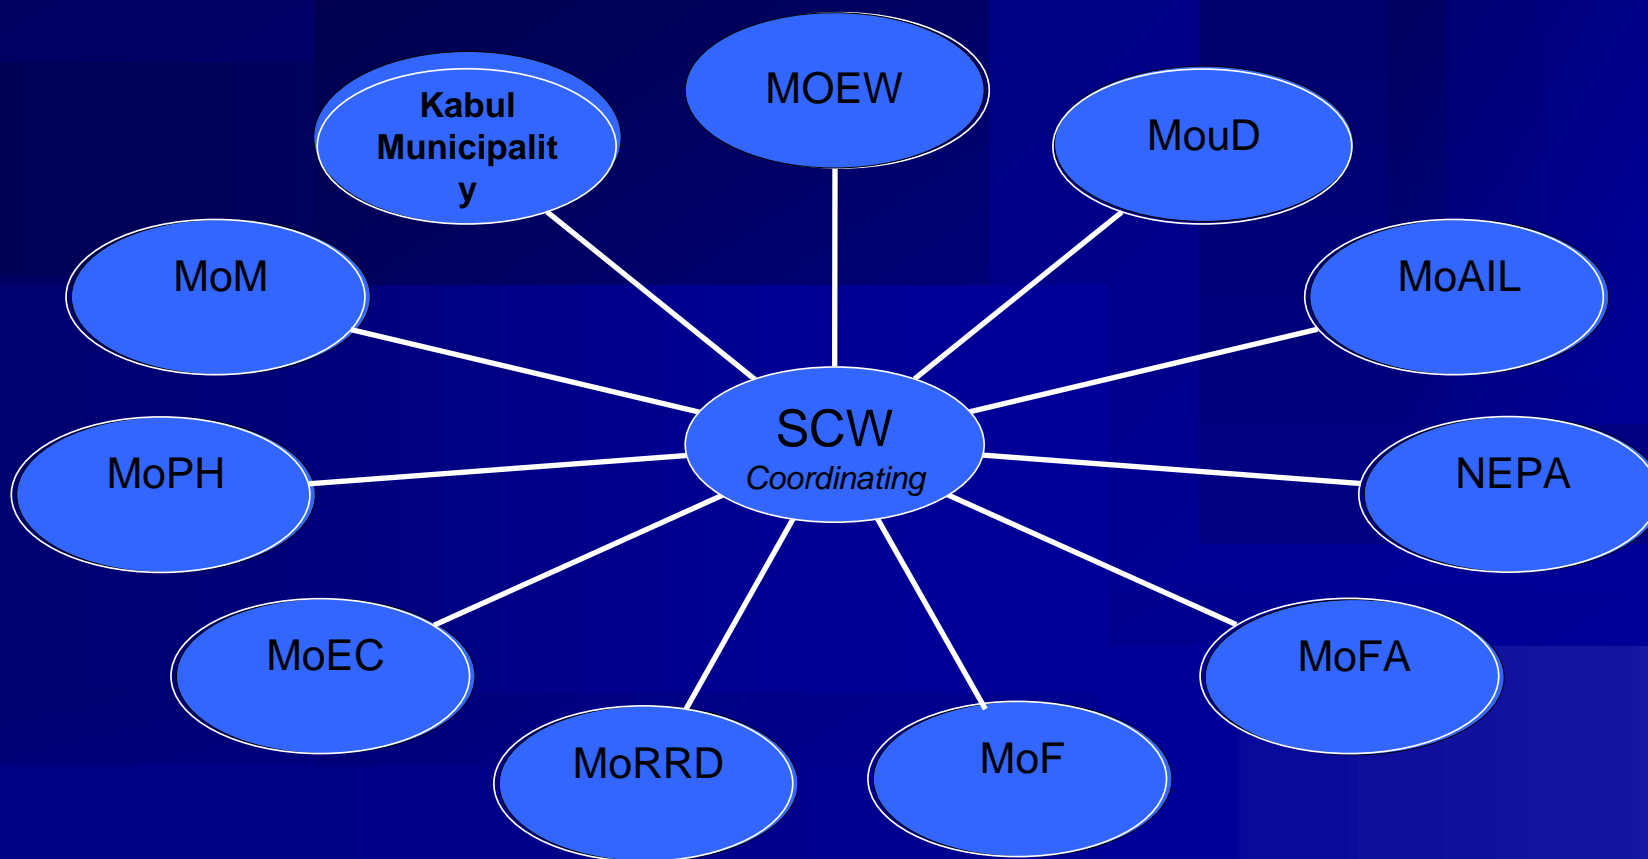 MOEW
Kabul
Municipalit
y
MouD
MoM
MoAIL
SCW
Coordinating
MoPH
NEPA
MoEC
MoFA
MoRRD
MoF